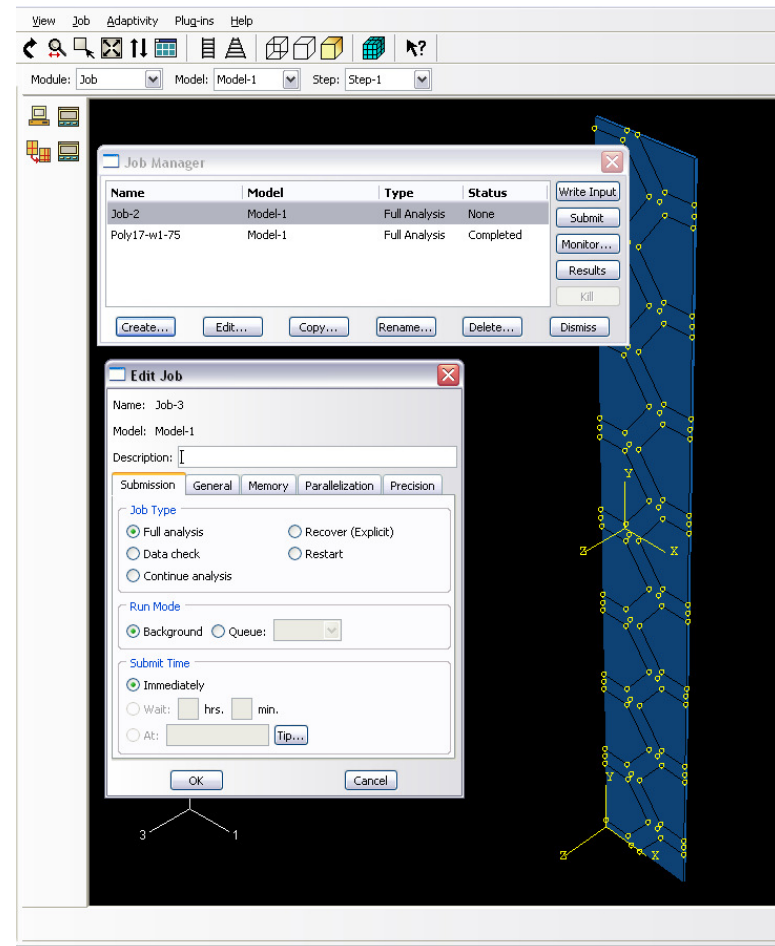 View Job Adaptivity Plug-ins Help
Module: Job Model: Model-1 Step: Step-1
Job Manager
Name Model Type Status Write Input
Job-2 Model-1 Full Analysis None Submit
Poly17-w1-75 Model-1 Full Analysis Completed
Monitor...
Results
Kill
Create... Edit... Copy... Rename... Delete... Dismiss
Edit Job
Name: Job-3
Model: Model-1
Description:
Submission General Memory Parallelization Precision
Job Type
Full analysis Recover (Explicit)
Data check Restart
Continue analysis
Run Mode
Background Queue:
Submit Time
Immediately
Wait: hrs. min.
At: Tip...
OK Cancel
3 1
Y
Z X
Y
Z X